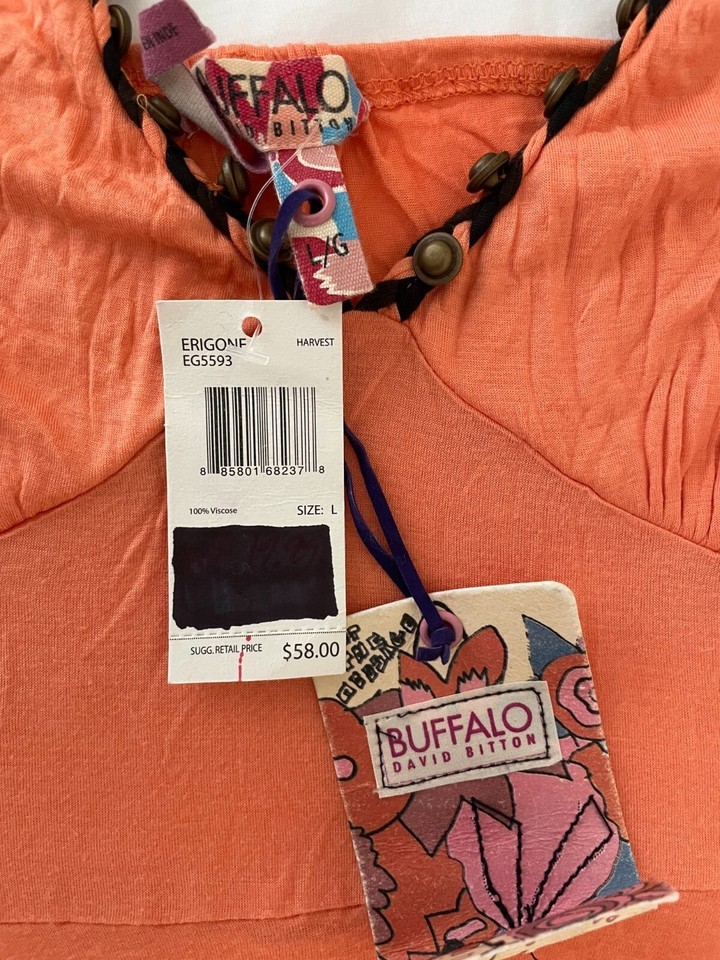 BUFFALO
DAVID BITTON
L/G
ERIGONE
HARVEST
EG5593
8 85801 68237 8
100% Viscose
SIZE: L
SUGG. RETAIL PRICE
$58.00
BUFFALO
DAVID BITTON